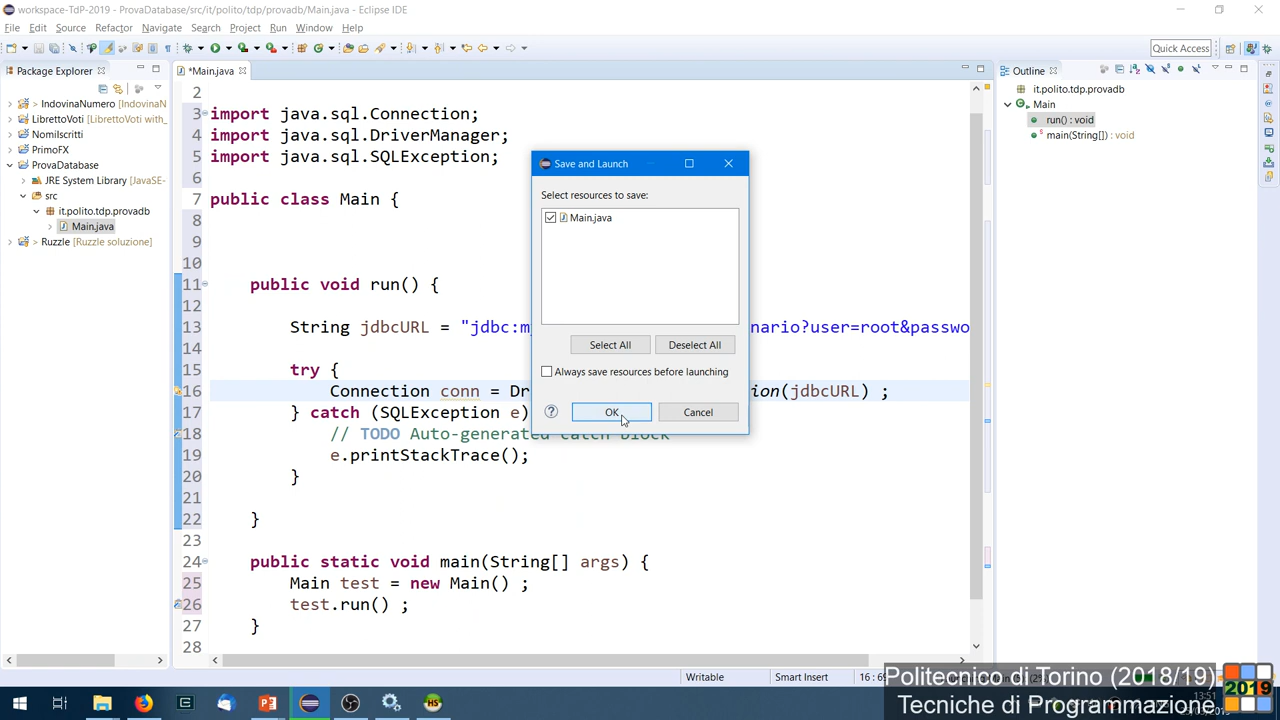 workspace-TdP-2019 - ProvaDatabase/src/it/polito/tdp/provadb/Main.java - Eclipse IDE
File Edit Source Refactor Navigate Search Project Run Window Help
Quick Access
Package Explorer
*Main.java
Outline
> IndovinaNumero [IndovinaN
> LibrettoVoti [LibrettoVoti with_
NomiIscritti
PrimoFX
ProvaDatabase
JRE System Library [JavaSE-
src
it.polito.tdp.provadb
Main.java
> Ruzzle [Ruzzle soluzione]
2
3 import java.sql.Connection;
4 import java.sql.DriverManager;
5 import java.sql.SQLException;
6
7 public class Main {
8
9
10
11 public void run() {
12
13 String jdbcURL = "jdbc:m nario?user=root&passwo
14
15 try {
16 Connection conn = Dr ion(jdbcURL) ;
17 } catch (SQLException e)
18 // TODO Auto-generated catch block
19 e.printStackTrace();
20 }
21
22 }
23
24 public static void main(String[] args) {
25 Main test = new Main() ;
26 test.run() ;
27 }
28
Save and Launch
Select resources to save:
Main.java
Select All Deselect All
Always save resources before launching
OK Cancel
it.polito.tdp.provadb
Main
run() : void
main(String[]) : void
Writable
Smart Insert
Politecnico di Torino (2018/19)
Tecniche di Programmazione
2019
13:51